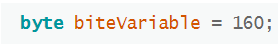 byte biteVariable = 160;